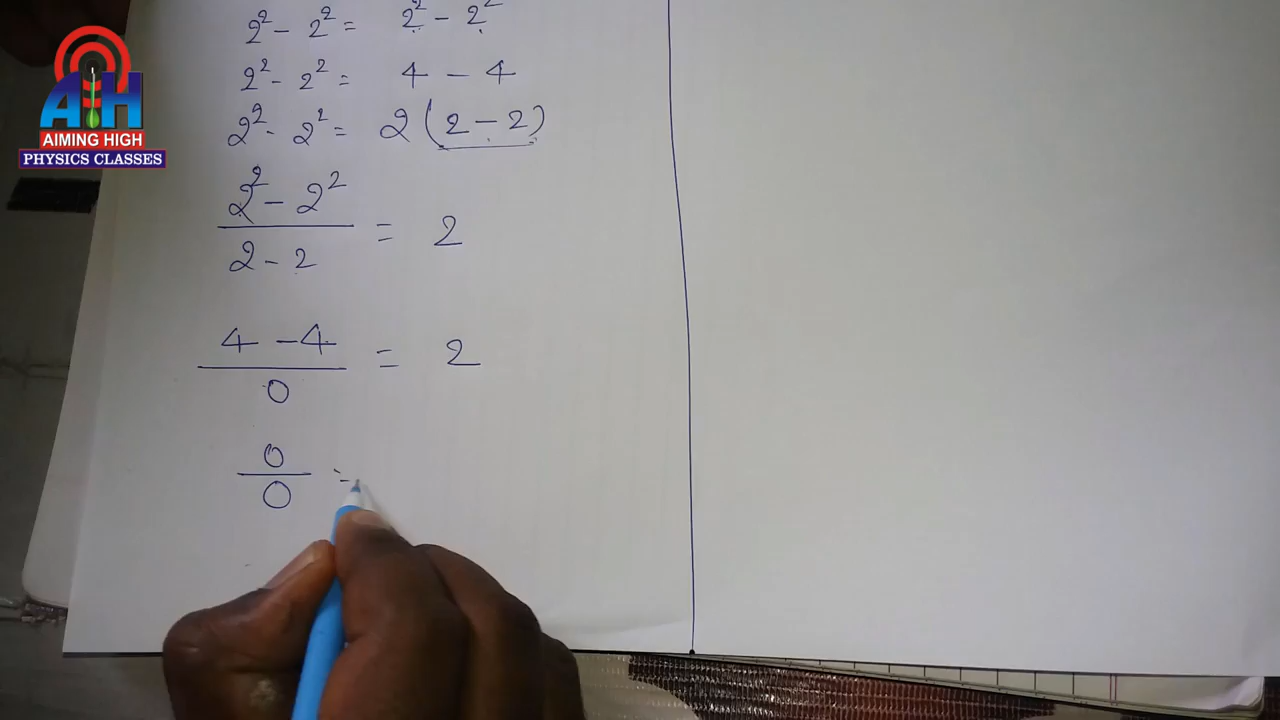 2² - 2² = 2² - 2²
2² - 2² = 4 - 4
2² - 2² = 2 (2 - 2)
2² - 2²
2 - 2
= 2
4 - 4
0
= 2
0
0
=
AH
AIMING HIGH
PHYSICS CLASSES